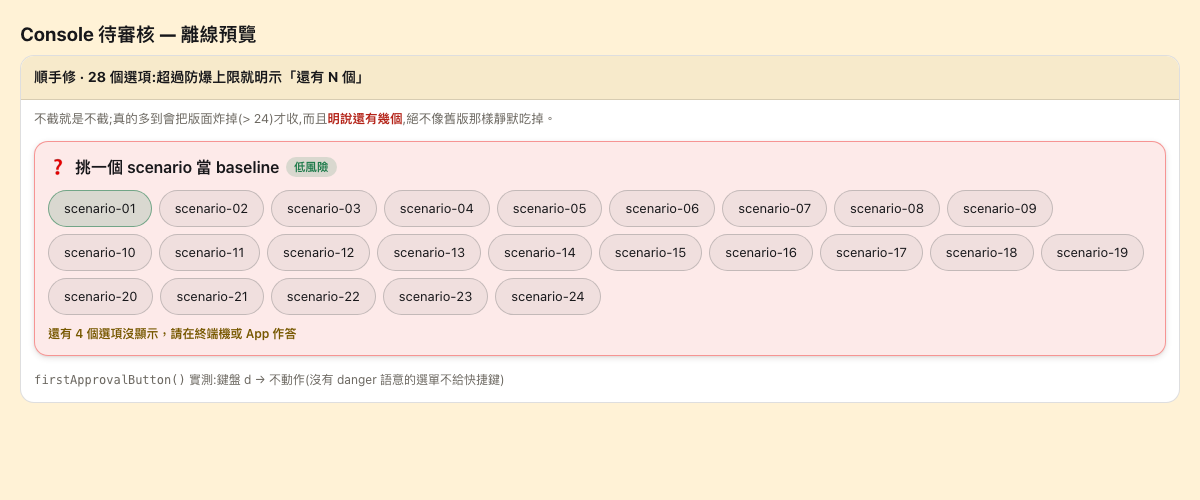 Console 待審核 — 離線預覽
順手修 · 28 個選項:超過防爆上限就明示「還有 N 個」
不截就是不截;真的多到會把版面炸掉(> 24)才收,而且明說還有幾個,絕不像舊版那樣靜默吃掉。
❓ 挑一個 scenario 當 baseline 低風險
scenario-01 scenario-02 scenario-03 scenario-04 scenario-05 scenario-06 scenario-07 scenario-08 scenario-09
scenario-10 scenario-11 scenario-12 scenario-13 scenario-14 scenario-15 scenario-16 scenario-17 scenario-18 scenario-19
scenario-20 scenario-21 scenario-22 scenario-23 scenario-24
還有 4 個選項沒顯示，請在終端機或 App 作答
firstApprovalButton() 實測:鍵盤 d → 不動作(沒有 danger 語意的選單不給快捷鍵)